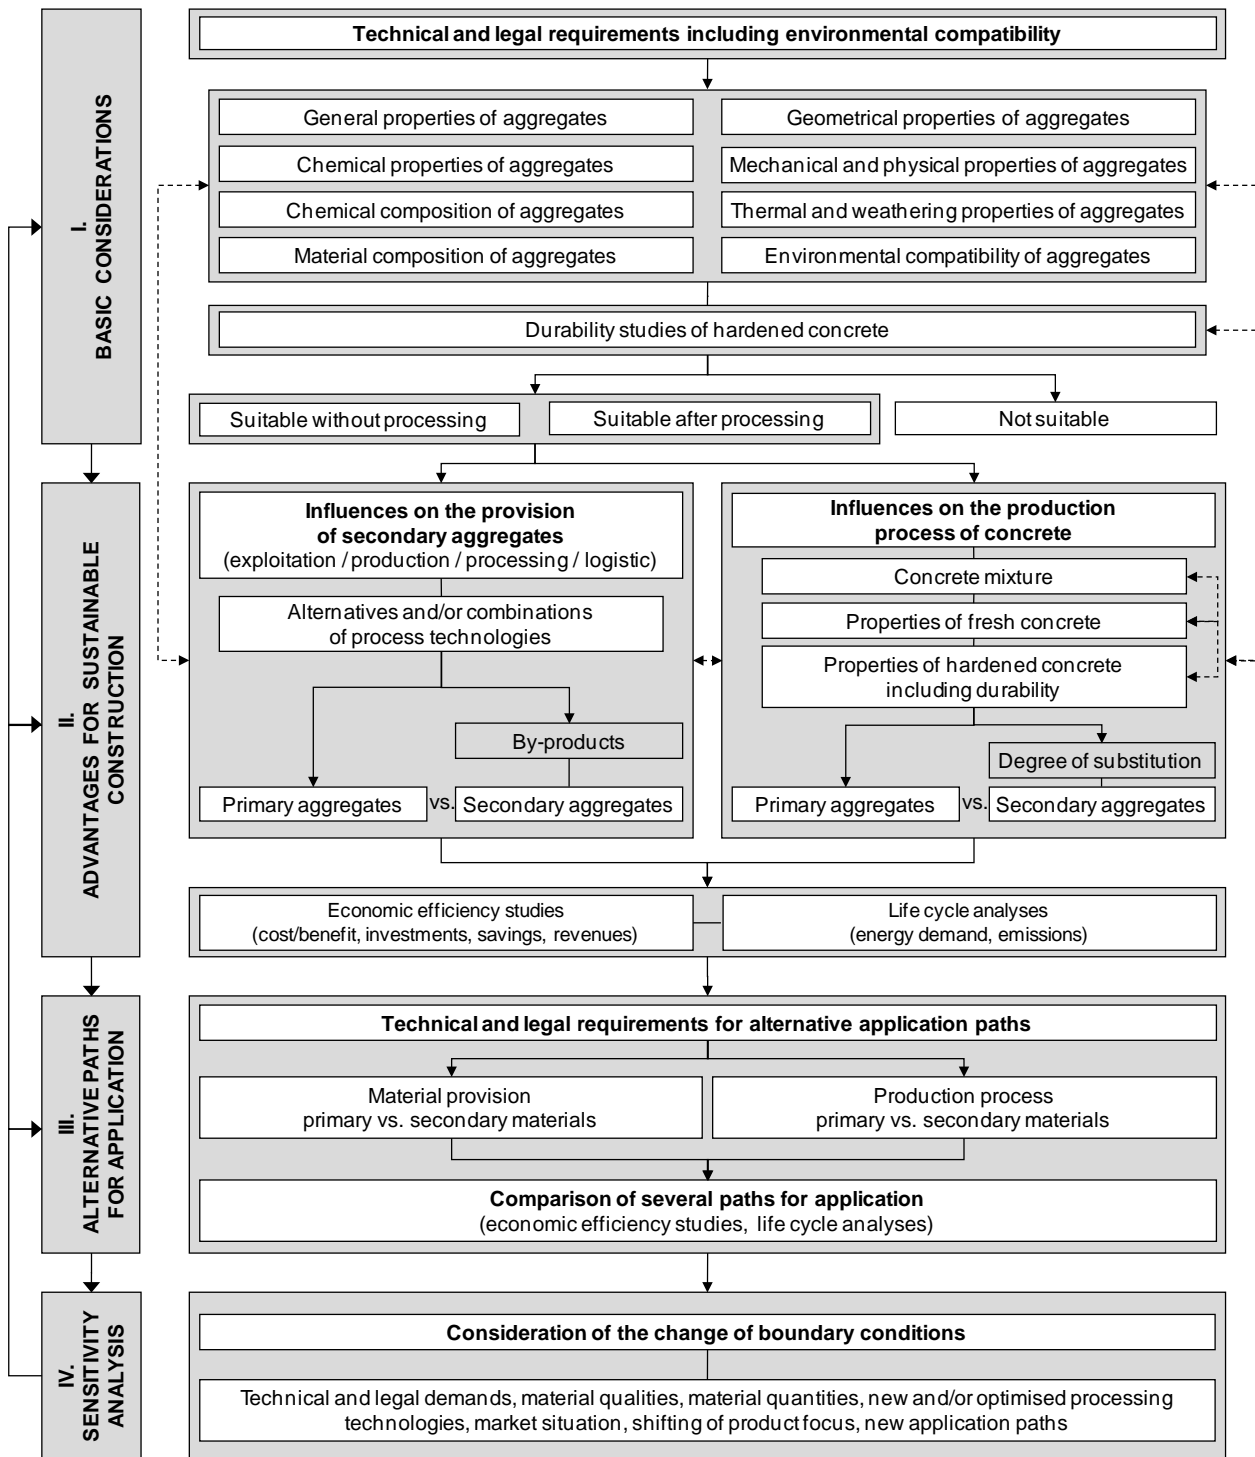 I.
BASIC CONSIDERATIONS
Technical and legal requirements including environmental compatibility
General properties of aggregates
Geometrical properties of aggregates
Chemical properties of aggregates
Mechanical and physical properties of aggregates
Chemical composition of aggregates
Thermal and weathering properties of aggregates
Material composition of aggregates
Environmental compatibility of aggregates
Durability studies of hardened concrete
Suitable without processing
Suitable after processing
Not suitable
II.
ADVANTAGES FOR SUSTAINABLE
CONSTRUCTION
Influences on the provision
of secondary aggregates
(exploitation / production / processing / logistic)
Alternatives and/or combinations
of process technologies
By-products
Primary aggregates
vs.
Secondary aggregates
Influences on the production
process of concrete
Concrete mixture
Properties of fresh concrete
Properties of hardened concrete
including durability
Degree of substitution
Primary aggregates
vs.
Secondary aggregates
Economic efficiency studies
(cost/benefit, investments, savings, revenues)
Life cycle analyses
(energy demand, emissions)
III.
ALTERNATIVE PATHS
FOR APPLICATION
Technical and legal requirements for alternative application paths
Material provision
primary vs. secondary materials
Production process
primary vs. secondary materials
Comparison of several paths for application
(economic efficiency studies, life cycle analyses)
IV.
SENSITIVITY
ANALYSIS
Consideration of the change of boundary conditions
Technical and legal demands, material qualities, material quantities, new and/or optimised processing
technologies, market situation, shifting of product focus, new application paths